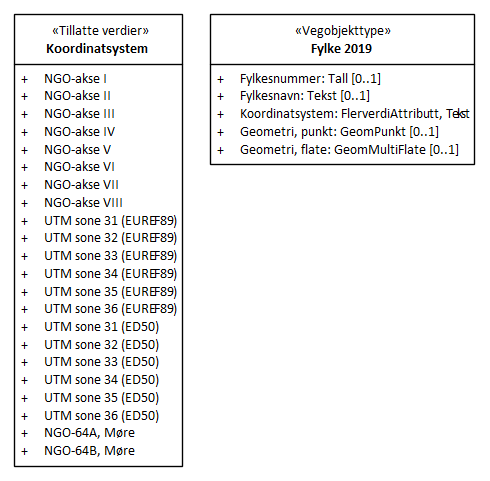 «Tillatte verdier»
Koordinatsystem
+ NGO-akse I
+ NGO-akse II
+ NGO-akse III
+ NGO-akse IV
+ NGO-akse V
+ NGO-akse VI
+ NGO-akse VII
+ NGO-akse VIII
+ UTM sone 31 (EUREF89)
+ UTM sone 32 (EUREF89)
+ UTM sone 33 (EUREF89)
+ UTM sone 34 (EUREF89)
+ UTM sone 35 (EUREF89)
+ UTM sone 36 (EUREF89)
+ UTM sone 31 (ED50)
+ UTM sone 32 (ED50)
+ UTM sone 33 (ED50)
+ UTM sone 34 (ED50)
+ UTM sone 35 (ED50)
+ UTM sone 36 (ED50)
+ NGO-64A, Møre
+ NGO-64B, Møre
«Vegobjekttype»
Fylke 2019
+ Fylkesnummer: Tall [0..1]
+ Fylkesnavn: Tekst [0..1]
+ Koordinatsystem: FlerverdiAttributt, Tekst
+ Geometri, punkt: GeomPunkt [0..1]
+ Geometri, flate: GeomMultiFlate [0..1]